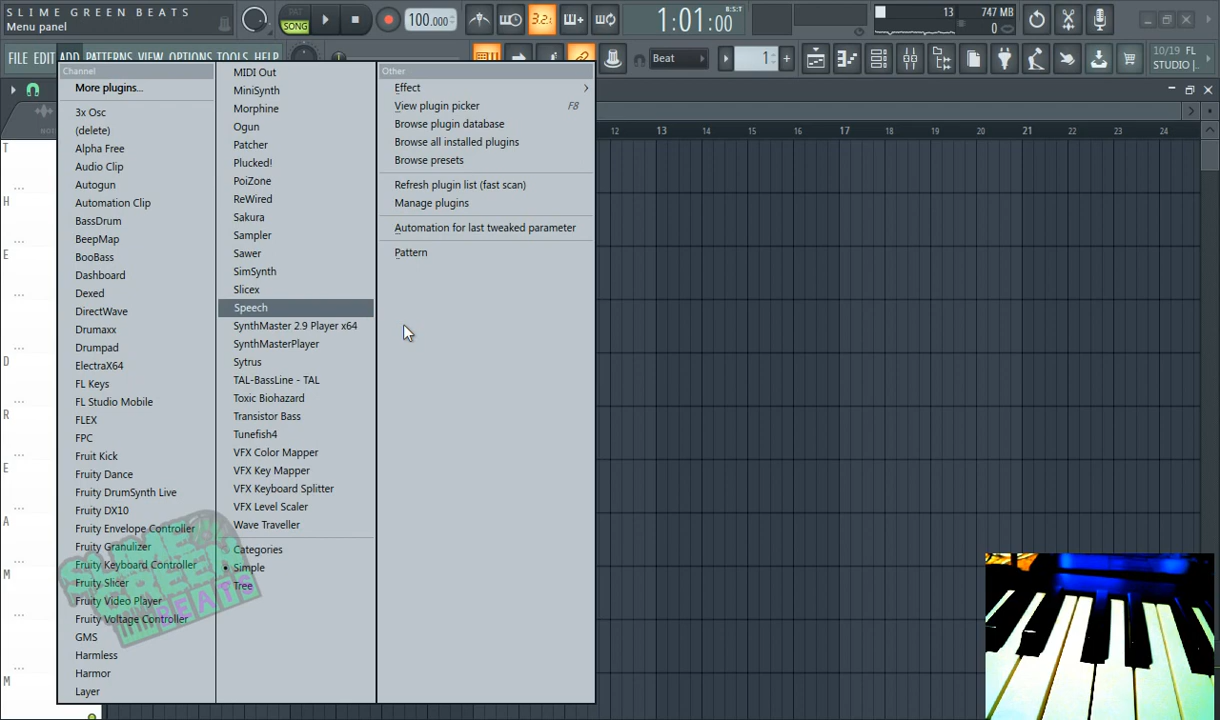 SLIME GREEN BEATS
Menu panel
PAT
SONG
100.000
3.2.
1:01:00
B:S:T
13
747 MB
0
FILE EDIT ADD PATTERNS VIEW OPTIONS TOOLS HELP
Beat
1
10/19 FL
STUDIO |..
Channel
More plugins...
3x Osc
(delete)
Alpha Free
Audio Clip
Autogun
Automation Clip
BassDrum
BeepMap
BooBass
Dashboard
Dexed
DirectWave
Drumaxx
Drumpad
ElectraX64
FL Keys
FL Studio Mobile
FLEX
FPC
Fruit Kick
Fruity Dance
Fruity DrumSynth Live
Fruity DX10
Fruity Envelope Controller
Fruity Granulizer
Fruity Keyboard Controller
Fruity Slicer
Fruity Video Player
Fruity Voltage Controller
GMS
Harmless
Harmor
Layer
MIDI Out
MiniSynth
Morphine
Ogun
Patcher
Plucked!
PoiZone
ReWired
Sakura
Sampler
Sawer
SimSynth
Slicex
Speech
SynthMaster 2.9 Player x64
SynthMasterPlayer
Sytrus
TAL-BassLine - TAL
Toxic Biohazard
Transistor Bass
Tunefish4
VFX Color Mapper
VFX Key Mapper
VFX Keyboard Splitter
VFX Level Scaler
Wave Traveller
Categories
Simple
Tree
Other
Effect
View plugin picker F8
Browse plugin database
Browse all installed plugins
Browse presets
Refresh plugin list (fast scan)
Manage plugins
Automation for last tweaked parameter
Pattern
12 13 14 15 16 17 18 19 20 21 22 23 24
T
H
E
D
R
E
A
M
M
SLIME
GREEN
BEATS